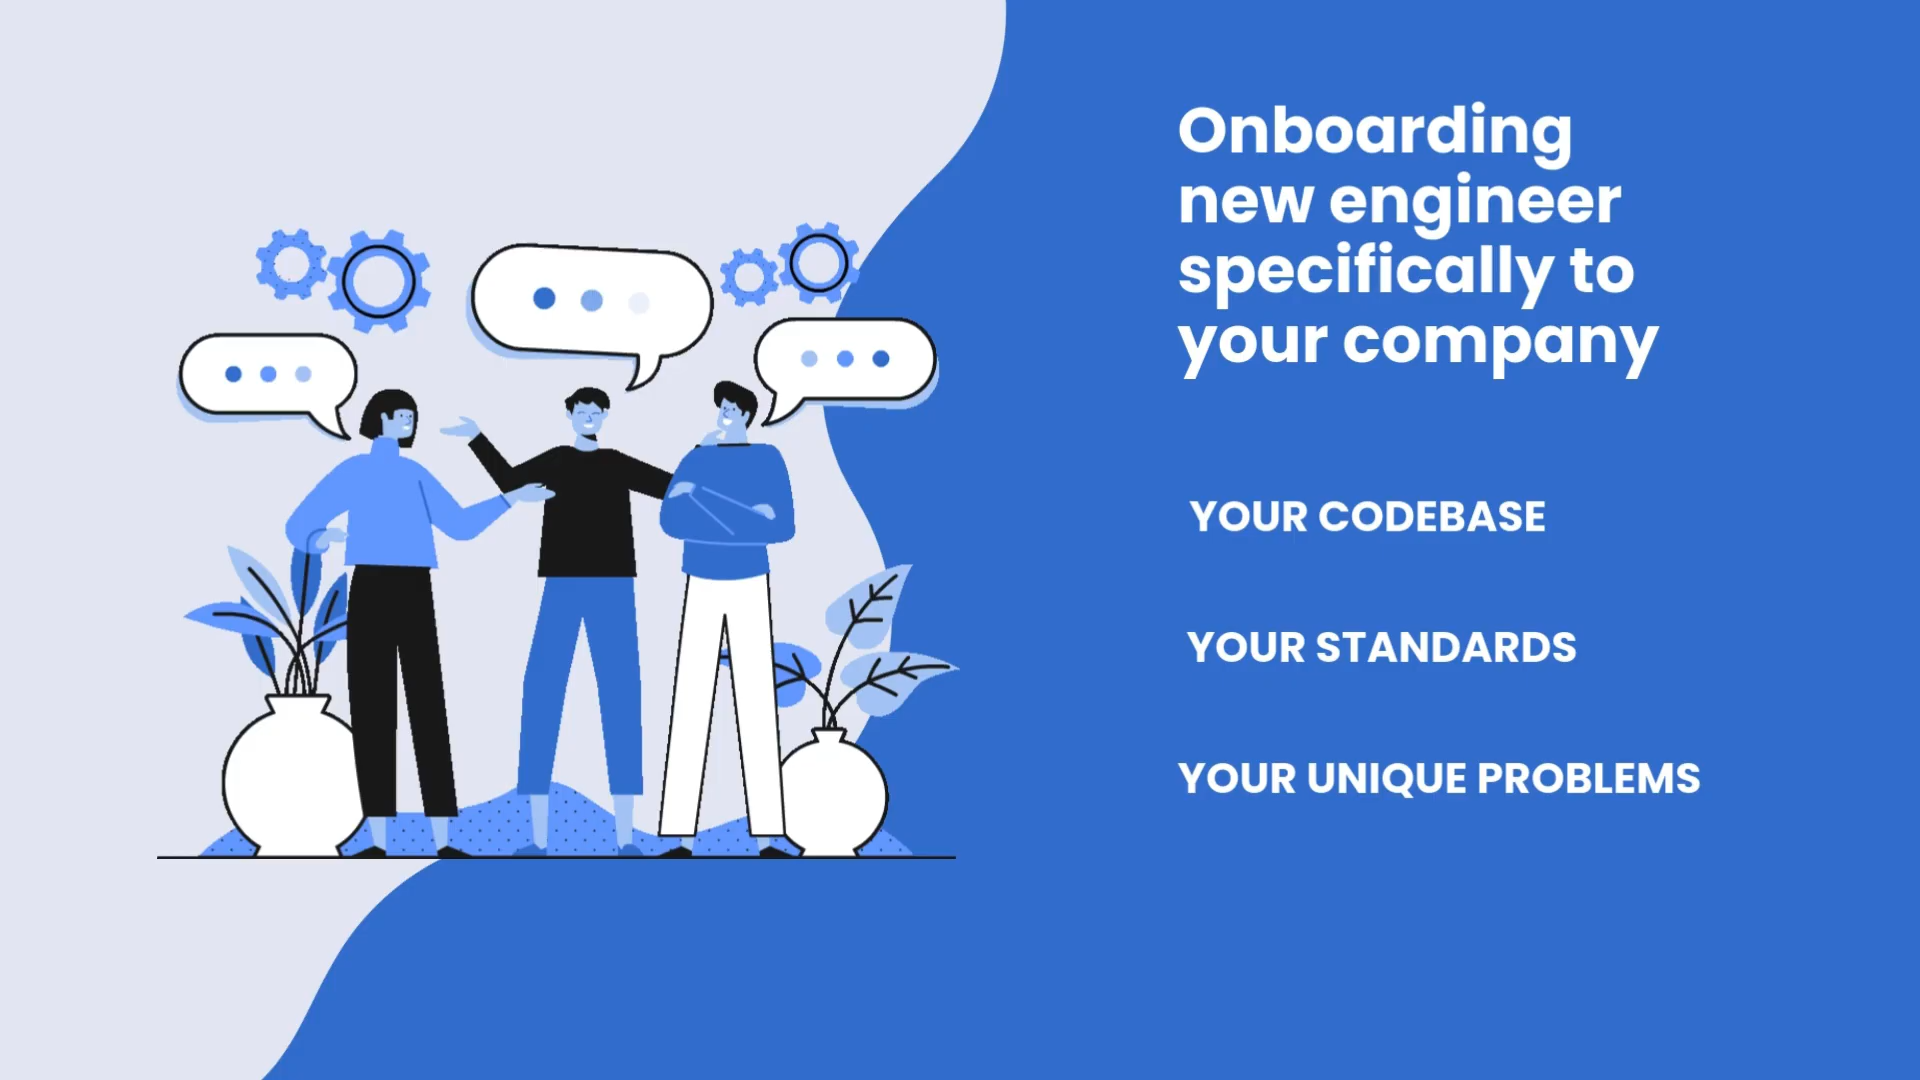 Onboarding
new engineer
specifically to
your company
YOUR CODEBASE
YOUR STANDARDS
YOUR UNIQUE PROBLEMS